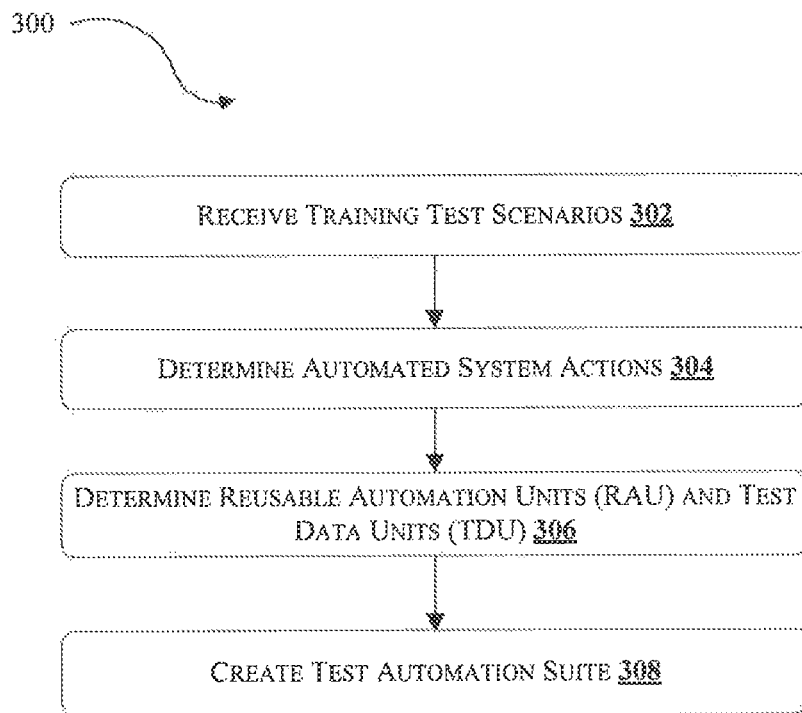 300
RECEIVE TRAINING TEST SCENARIOS 302
DETERMINE AUTOMATED SYSTEM ACTIONS 304
DETERMINE REUSABLE AUTOMATION UNITS (RAU) AND TEST
DATA UNITS (TDU) 306
CREATE TEST AUTOMATION SUITE 308